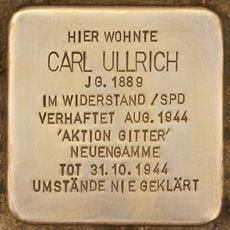 HIER WOHNTE
CARL ULLRICH
JG. 1889
IM WIDERSTAND / SPD
VERHAFTET AUG. 1944
'AKTION GITTER'
NEUENGAMME
TOT 31.10.1944
UMSTÄNDE NIE GEKLÄRT